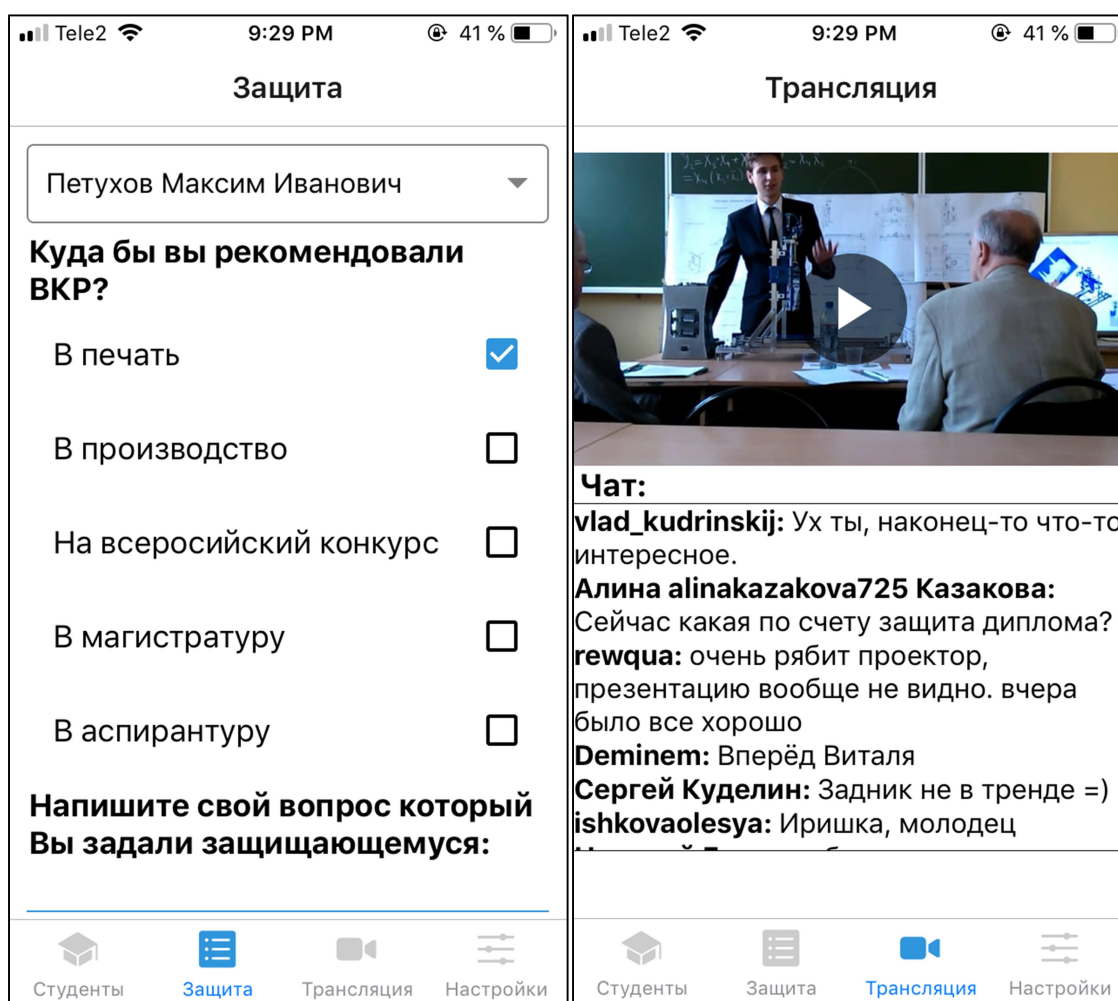 Tele2 9:29 PM 41 %
Защита
Петухов Максим Иванович
Куда бы вы рекомендовали
ВКР?
В печать
В производство
На всеросийский конкурс
В магистратуру
В аспирантуру
Напишите свой вопрос который
Вы задали защищающемуся:
Студенты Защита Трансляция Настройки
Tele2 9:29 PM 41 %
Трансляция
Чат:
vlad_kudrinskij: Ух ты, наконец-то что-то
интересное.
Алина alinakazakova725 Казакова:
Сейчас какая по счету защита диплома?
rewqua: очень рябит проектор,
презентацию вообще не видно. вчера
было все хорошо
Deminem: Вперёд Виталя
Сергей Куделин: Задник не в тренде =)
ishkovaolesya: Иришка, молодец
Студенты Защита Трансляция Настройки